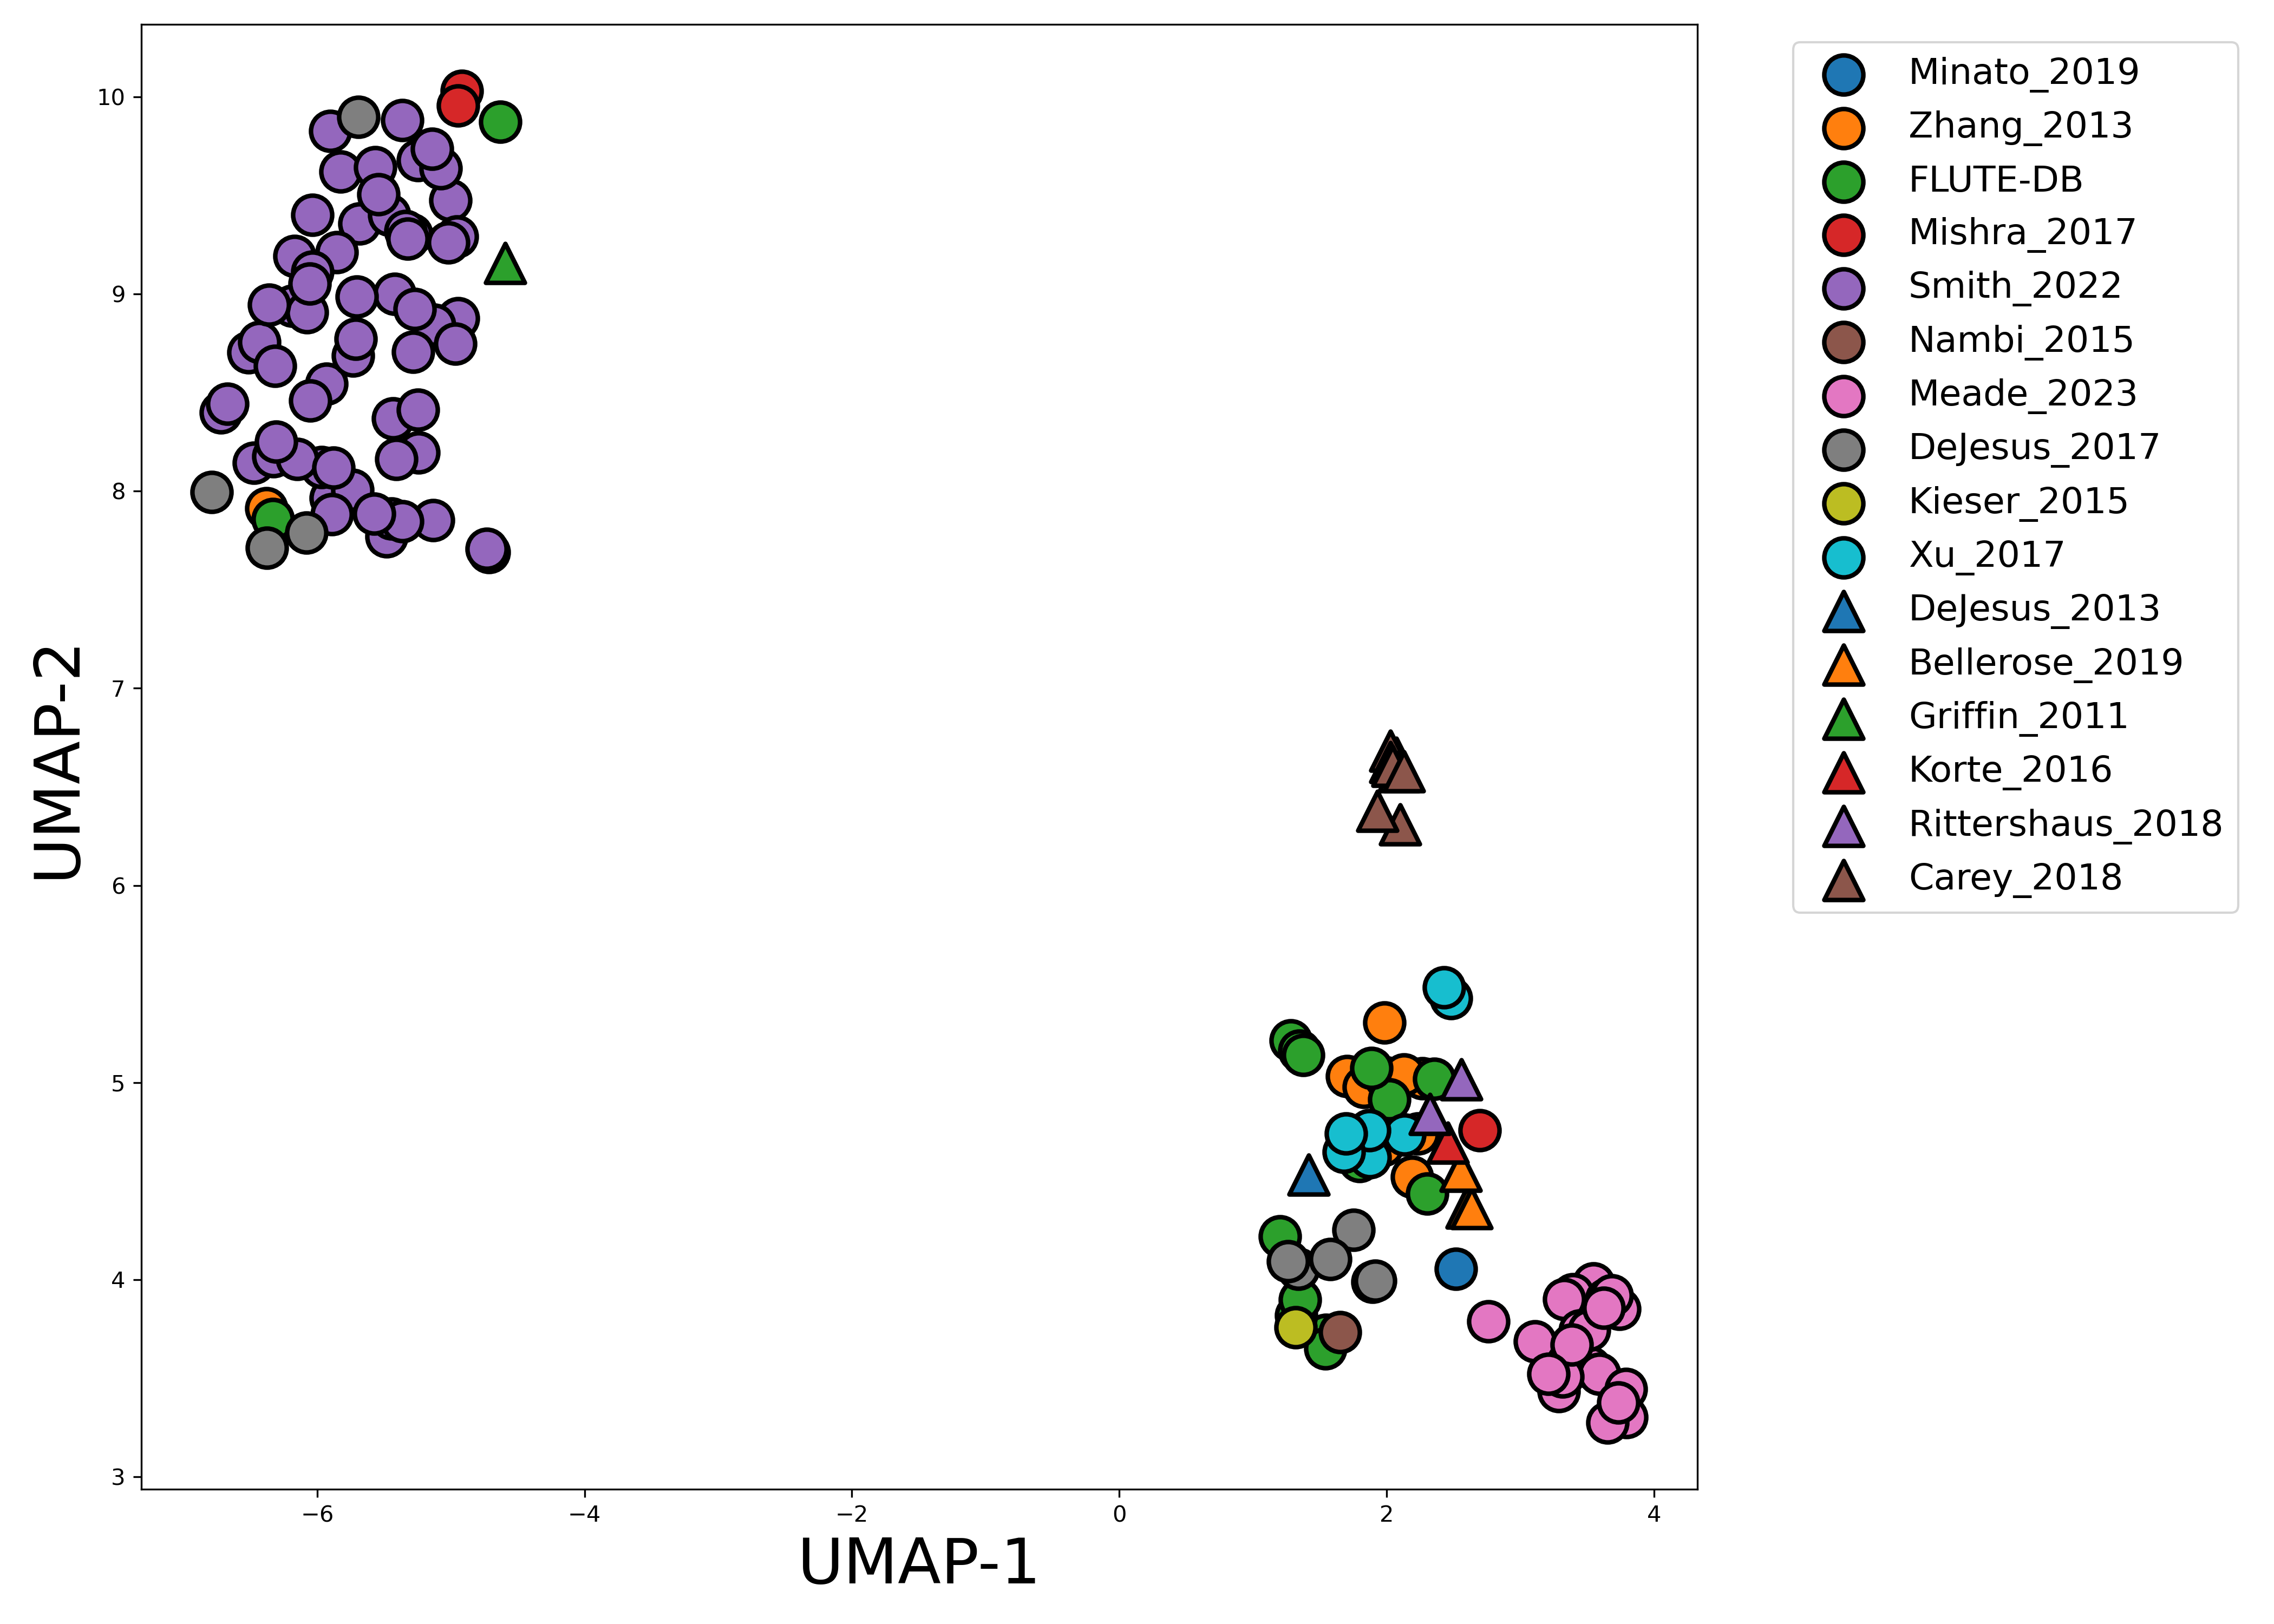 10
9
8
7
6
5
4
3
UMAP-2
−6
−4
−2
0
2
4
UMAP-1
Minato_2019
Zhang_2013
FLUTE-DB
Mishra_2017
Smith_2022
Nambi_2015
Meade_2023
DeJesus_2017
Kieser_2015
Xu_2017
DeJesus_2013
Bellerose_2019
Griffin_2011
Korte_2016
Rittershaus_2018
Carey_2018